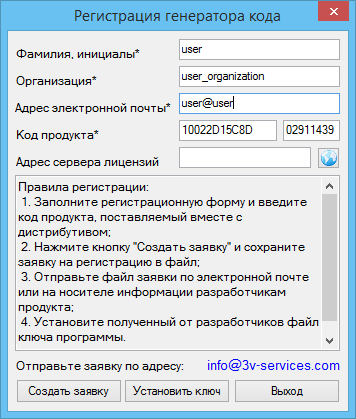 Регистрация генератора кода
Фамилия, инициалы* user
Организация* user_organization
Адрес электронной почты* user@user
Код продукта* 10022D15C8D 02911439
Адрес сервера лицензий
Правила регистрации:
1. Заполните регистрационную форму и введите
код продукта, поставляемый вместе с
дистрибутивом;
2. Нажмите кнопку "Создать заявку" и сохраните
заявку на регистрацию в файл;
3. Отправьте файл заявки по электронной почте
или на носителе информации разработчикам
продукта;
4. Установите полученный от разработчиков файл
ключа программы.
Отправьте заявку по адресу: info@3v-services.com
Создать заявку Установить ключ Выход